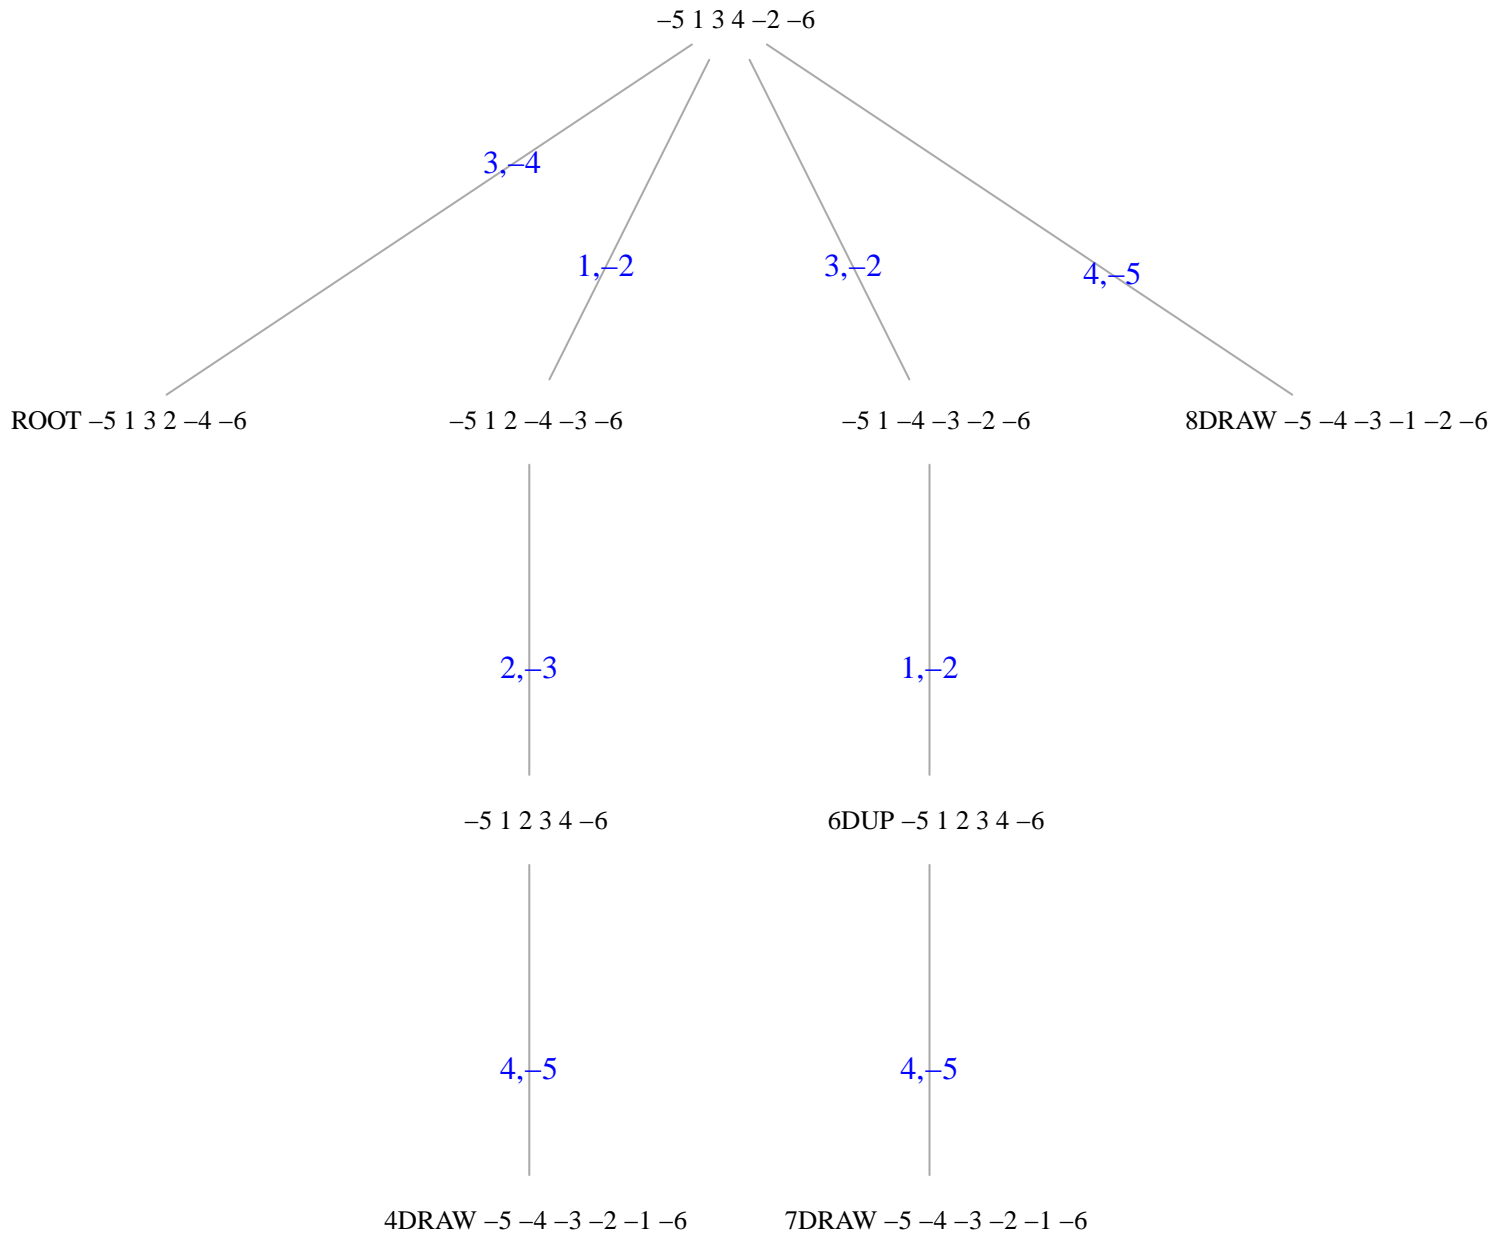 –5 1 3 4 –2 –6
3,–4
1,–2
3,–2
4,–5
ROOT –5 1 3 2 –4 –6
–5 1 2 –4 –3 –6
–5 1 –4 –3 –2 –6
8DRAW –5 –4 –3 –1 –2 –6
2,–3
1,–2
–5 1 2 3 4 –6
6DUP –5 1 2 3 4 –6
4,–5
4,–5
4DRAW –5 –4 –3 –2 –1 –6
7DRAW –5 –4 –3 –2 –1 –6